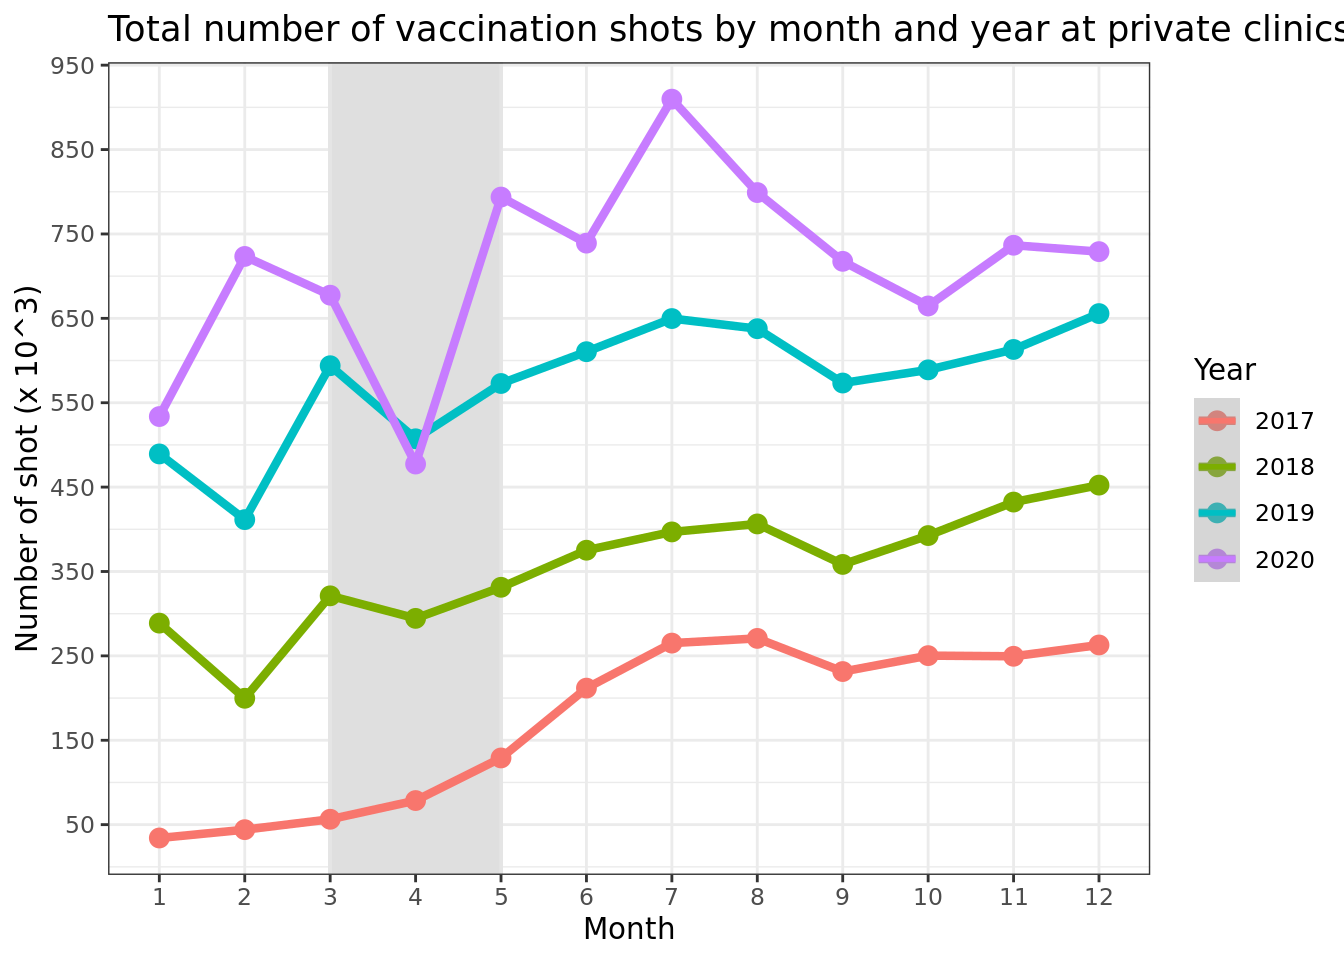 Total number of vaccination shots by month and year at private clinics
Number of shot (x 10^3)
950
850
750
650
550
450
350
250
150
50
1 2 3 4 5 6 7 8 9 10 11 12
Month
Year
2017
2018
2019
2020